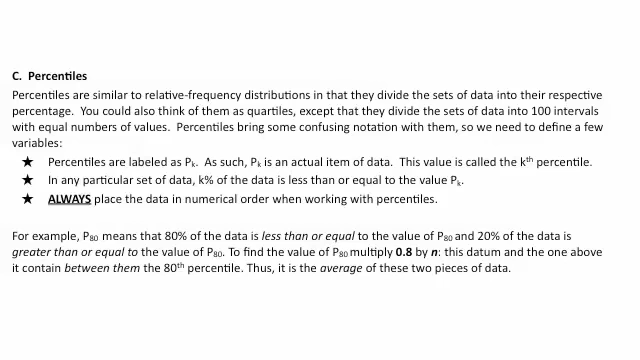 C. Percentiles
Percentiles are similar to relative-frequency distributions in that they divide the sets of data into their respective
percentage. You could also think of them as quartiles, except that they divide the sets of data into 100 intervals
with equal numbers of values. Percentiles bring some confusing notation with them, so we need to define a few
variables:
★ Percentiles are labeled as Pₖ. As such, Pₖ is an actual item of data. This value is called the kᵗʰ percentile.
★ In any particular set of data, k% of the data is less than or equal to the value Pₖ.
★ ALWAYS place the data in numerical order when working with percentiles.
For example, P₈₀ means that 80% of the data is less than or equal to the value of P₈₀ and 20% of the data is
greater than or equal to the value of P₈₀. To find the value of P₈₀ multiply 0.8 by n: this datum and the one above
it contain between them the 80ᵗʰ percentile. Thus, it is the average of these two pieces of data.